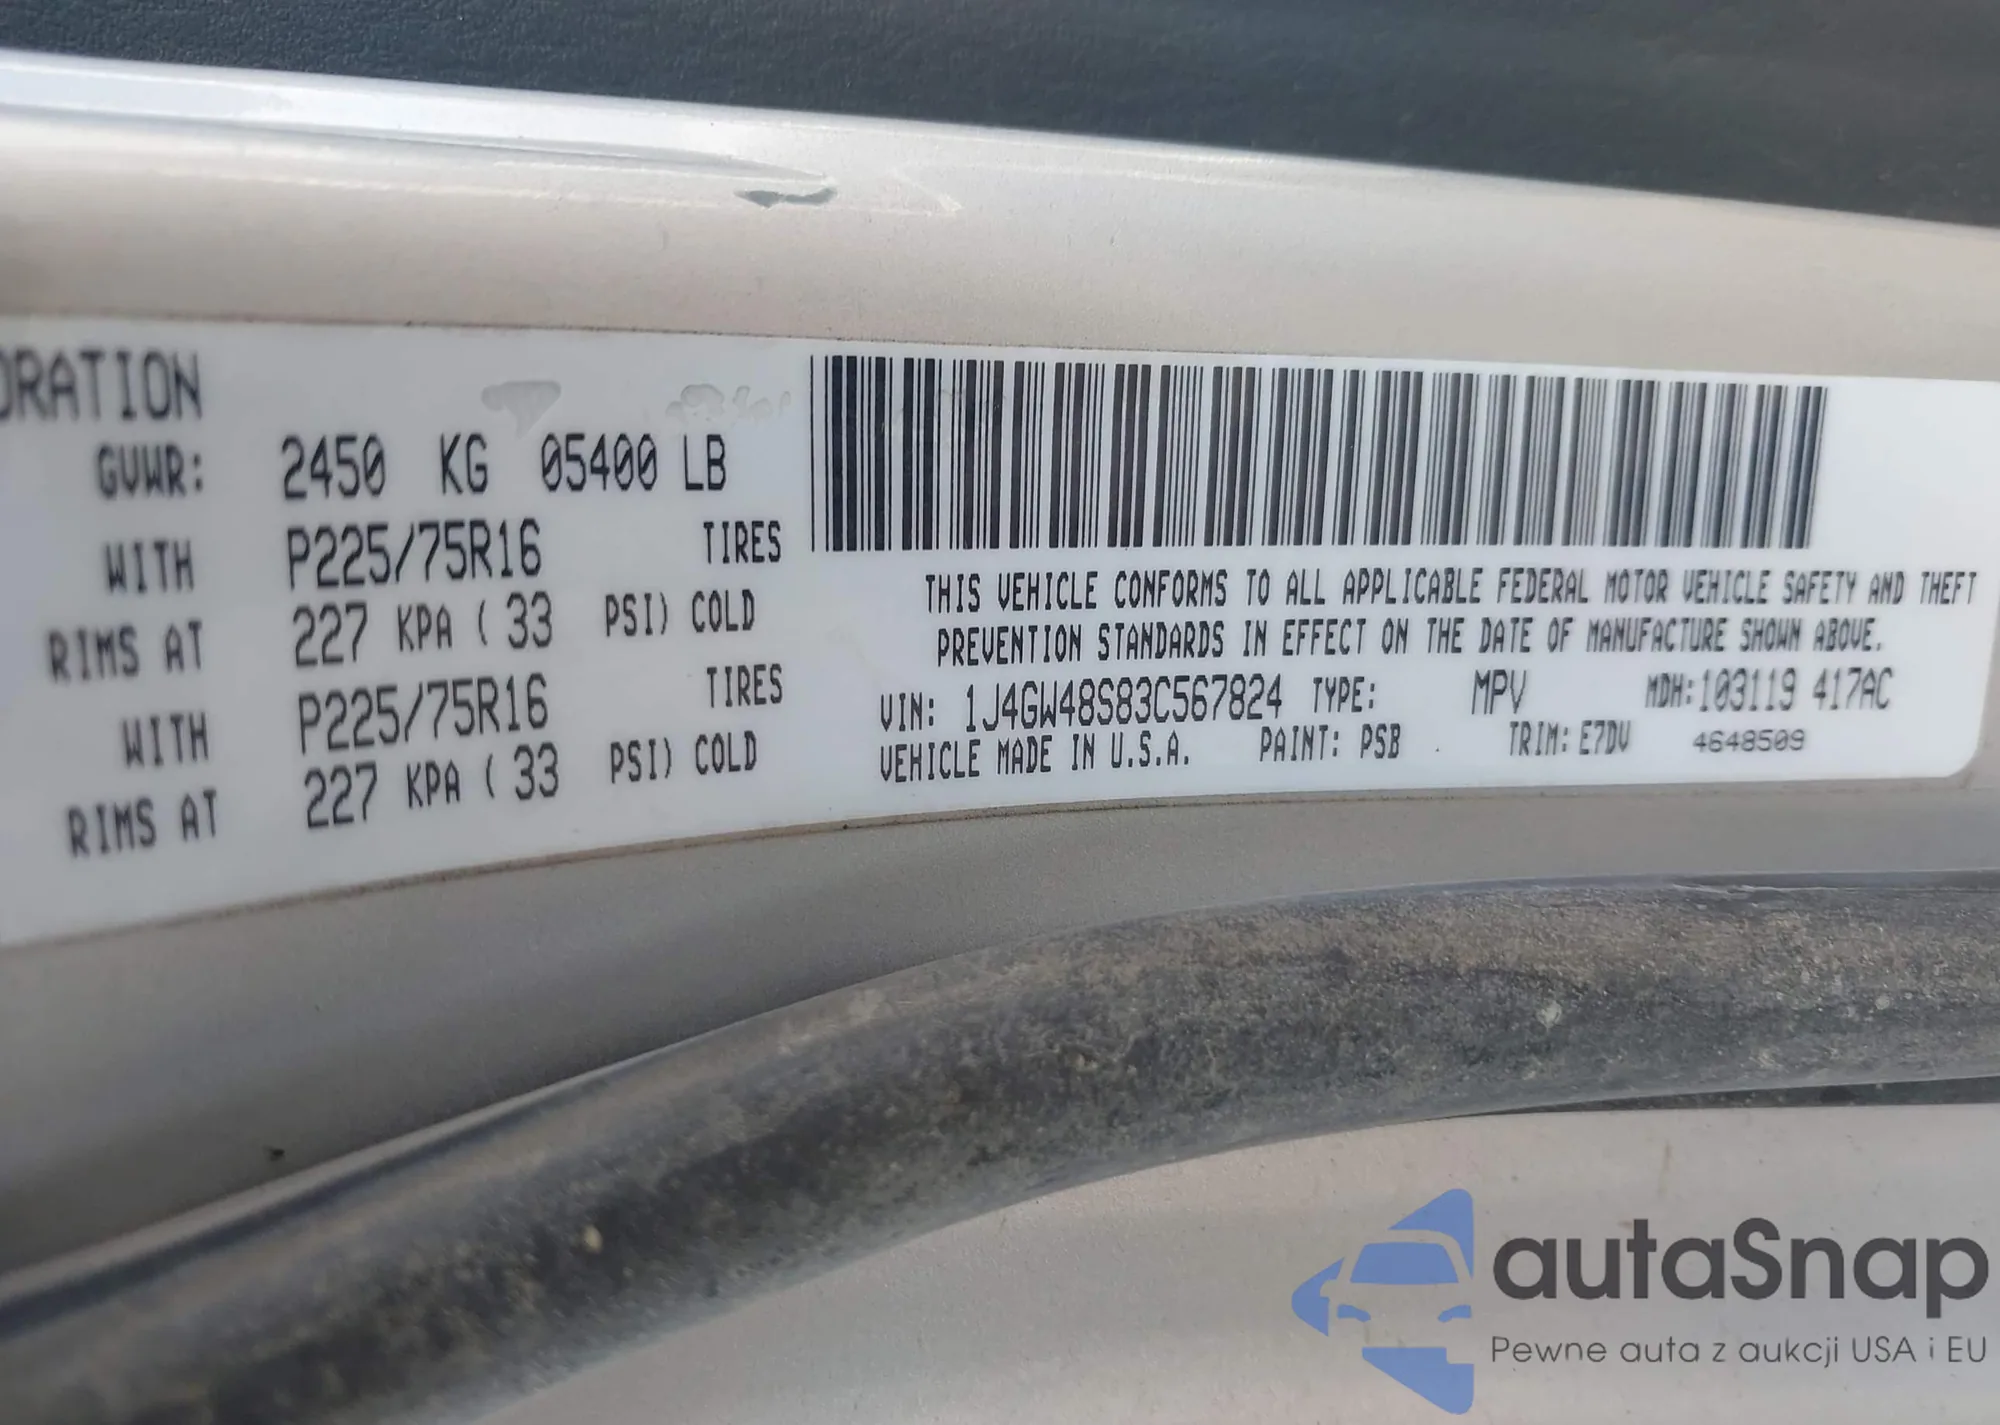 ORATION
GVWR: 2450 KG 05400 LB
WITH P225/75R16 TIRES
RIMS AT 227 KPA ( 33 PSI) COLD
WITH P225/75R16 TIRES
RIMS AT 227 KPA ( 33 PSI) COLD
THIS VEHICLE CONFORMS TO ALL APPLICABLE FEDERAL MOTOR VEHICLE SAFETY AND THEFT
PREVENTION STANDARDS IN EFFECT ON THE DATE OF MANUFACTURE SHOWN ABOVE.
VIN: 1J4GW48S83C567824 TYPE: MPV MDH: 103119 417AC
VEHICLE MADE IN U.S.A. PAINT: PSB TRIM: E7DV 4648509
autaSnap
Pewne auta z aukcji USA i EU